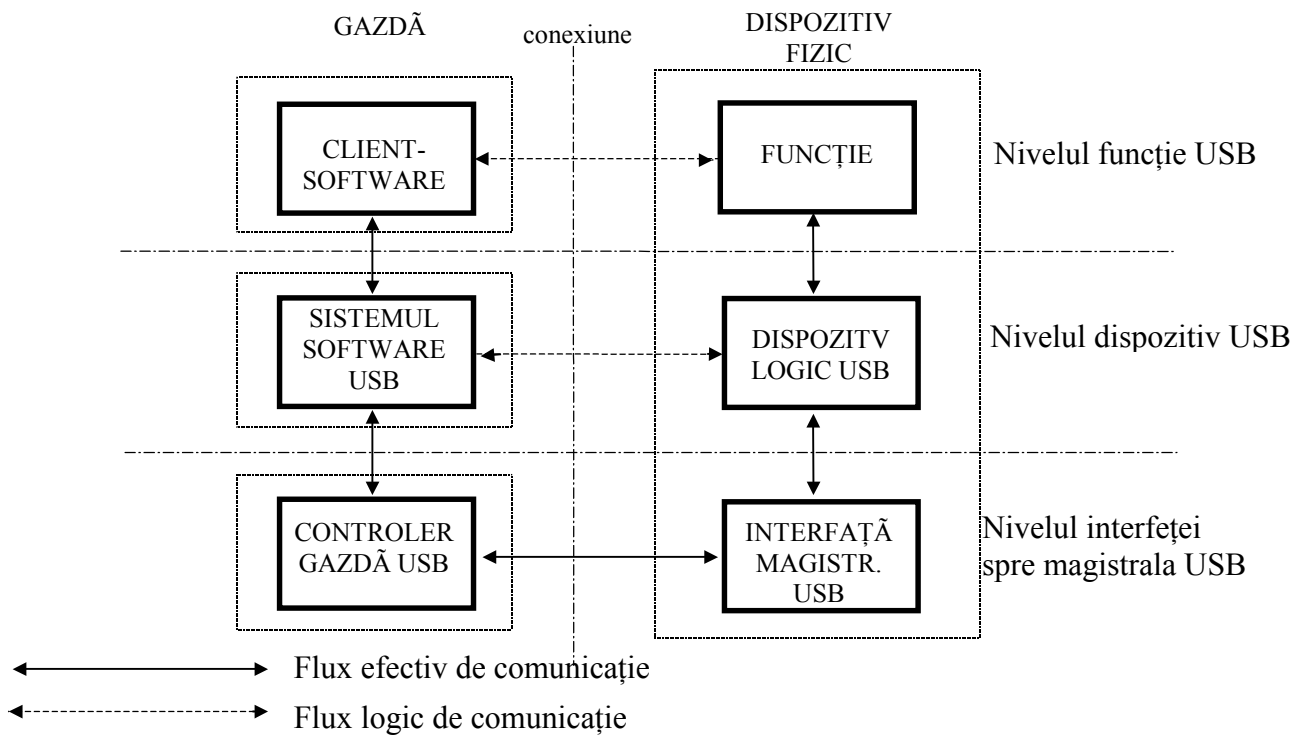 GAZDÃ
conexiune
DISPOZITIV
FIZIC
CLIENT-
SOFTWARE
FUNCȚIE
Nivelul funcție USB
SISTEMUL
SOFTWARE
USB
DISPOZITV
LOGIC USB
Nivelul dispozitiv USB
CONTROLER
GAZDÃ USB
INTERFAȚÃ
MAGISTR.
USB
Nivelul interfeței
spre magistrala USB
Flux efectiv de comunicație
Flux logic de comunicație